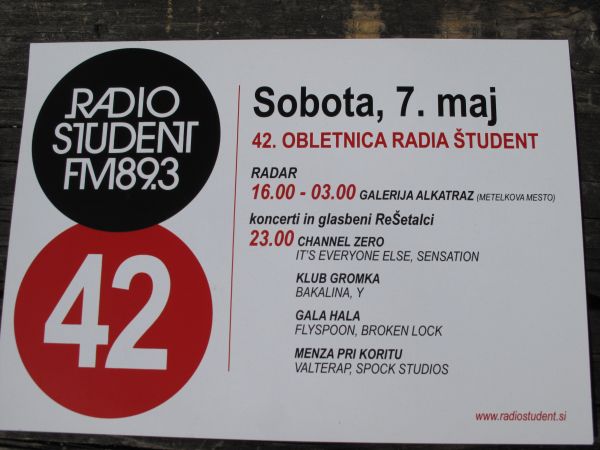 RADIO
ŠTUDENT
FM89.3
42
Sobota, 7. maj
42. OBLETNICA RADIA ŠTUDENT
RADAR
16.00 - 03.00 GALERIJA ALKATRAZ (METELKOVA MESTO)
koncerti in glasbeni ReŠetalci
23.00 CHANNEL ZERO
IT'S EVERYONE ELSE, SENSATION
KLUB GROMKA
BAKALINA, Y
GALA HALA
FLYSPOON, BROKEN LOCK
MENZA PRI KORITU
VALTERAP, SPOCK STUDIOS
www.radiostudent.si